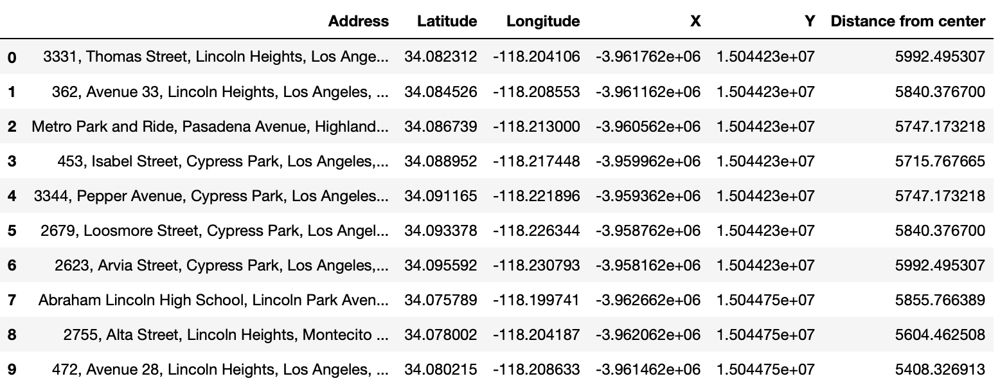 Address Latitude Longitude X Y Distance from center
0 3331, Thomas Street, Lincoln Heights, Los Ange... 34.082312 -118.204106 -3.961762e+06 1.504423e+07 5992.495307
1 362, Avenue 33, Lincoln Heights, Los Angeles, ... 34.084526 -118.208553 -3.961162e+06 1.504423e+07 5840.376700
2 Metro Park and Ride, Pasadena Avenue, Highland... 34.086739 -118.213000 -3.960562e+06 1.504423e+07 5747.173218
3 453, Isabel Street, Cypress Park, Los Angeles,... 34.088952 -118.217448 -3.959962e+06 1.504423e+07 5715.767665
4 3344, Pepper Avenue, Cypress Park, Los Angeles... 34.091165 -118.221896 -3.959362e+06 1.504423e+07 5747.173218
5 2679, Loosmore Street, Cypress Park, Los Angel... 34.093378 -118.226344 -3.958762e+06 1.504423e+07 5840.376700
6 2623, Arvia Street, Cypress Park, Los Angeles,... 34.095592 -118.230793 -3.958162e+06 1.504423e+07 5992.495307
7 Abraham Lincoln High School, Lincoln Park Aven... 34.075789 -118.199741 -3.962662e+06 1.504475e+07 5855.766389
8 2755, Alta Street, Lincoln Heights, Montecito ... 34.078002 -118.204187 -3.962062e+06 1.504475e+07 5604.462508
9 472, Avenue 28, Lincoln Heights, Los Angeles, ... 34.080215 -118.208633 -3.961462e+06 1.504475e+07 5408.326913